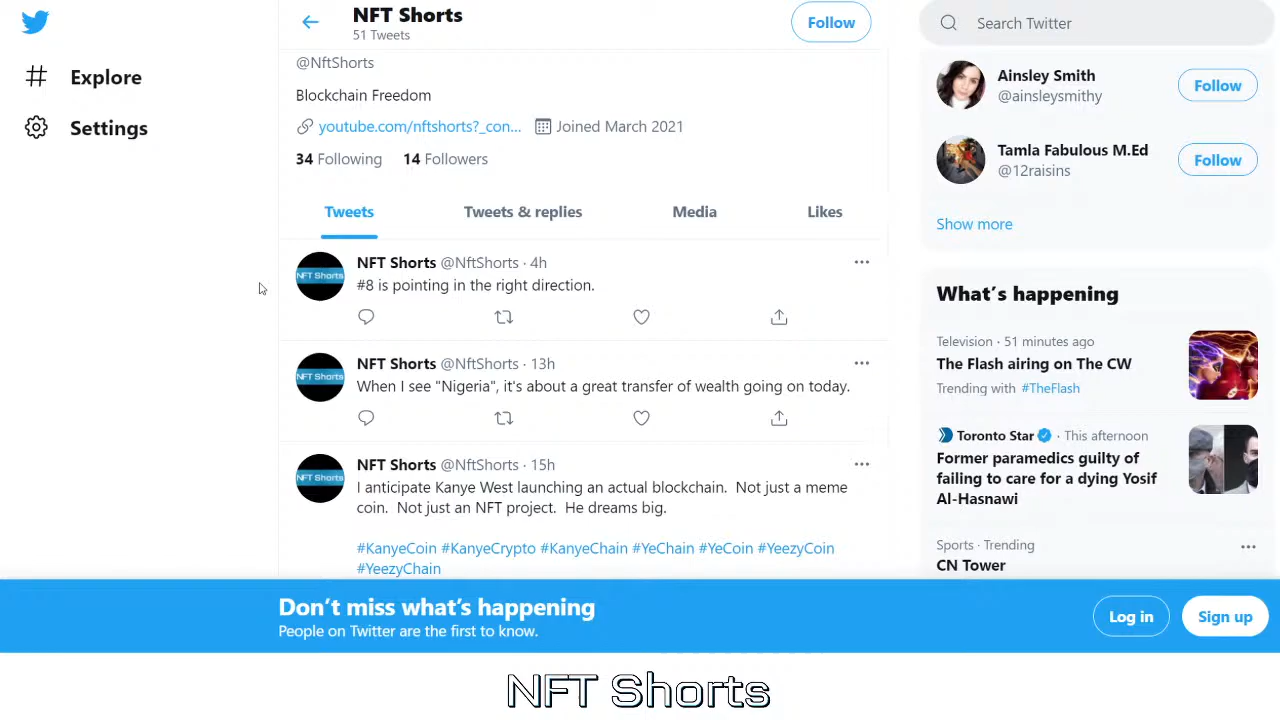 NFT Shorts
51 Tweets
Follow
Search Twitter
Explore
Settings
@NftShorts
Blockchain Freedom
youtube.com/nftshorts?_con... Joined March 2021
34 Following 14 Followers
Tweets Tweets & replies Media Likes
NFT Shorts @NftShorts · 4h
#8 is pointing in the right direction.
NFT Shorts @NftShorts · 13h
When I see "Nigeria", it's about a great transfer of wealth going on today.
NFT Shorts @NftShorts · 15h
I anticipate Kanye West launching an actual blockchain. Not just a meme
coin. Not just an NFT project. He dreams big.
#KanyeCoin #KanyeCrypto #KanyeChain #YeChain #YeCoin #YeezyCoin
#YeezyChain
NFT Shorts
NFT Shorts
NFT Shorts
Ainsley Smith
@ainsleysmithy
Follow
Tamla Fabulous M.Ed
@12raisins
Follow
Show more
What's happening
Television · 51 minutes ago
The Flash airing on The CW
Trending with #TheFlash
Toronto Star · This afternoon
Former paramedics guilty of
failing to care for a dying Yosif
Al-Hasnawi
Sports · Trending
CN Tower
Don't miss what's happening
People on Twitter are the first to know.
Log in
Sign up
NFT Shorts